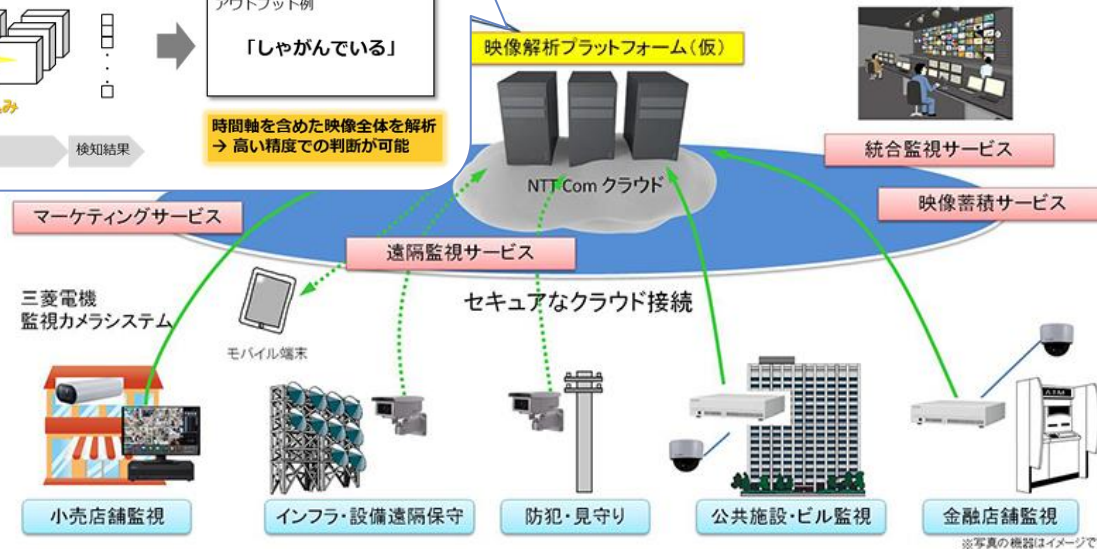 アウトプット例
「しゃがんでいる」
時間軸を含めた映像全体を解析
→ 高い精度での判断が可能
み
検知結果
映像解析プラットフォーム(仮)
NTT Com クラウド
統合監視サービス
映像蓄積サービス
マーケティングサービス
遠隔監視サービス
セキュアなクラウド接続
三菱電機
監視カメラシステム
モバイル端末
ATM
小売店舗監視
インフラ・設備遠隔保守
防犯・見守り
公共施設・ビル監視
金融店舗監視
※写真の機器はイメージで